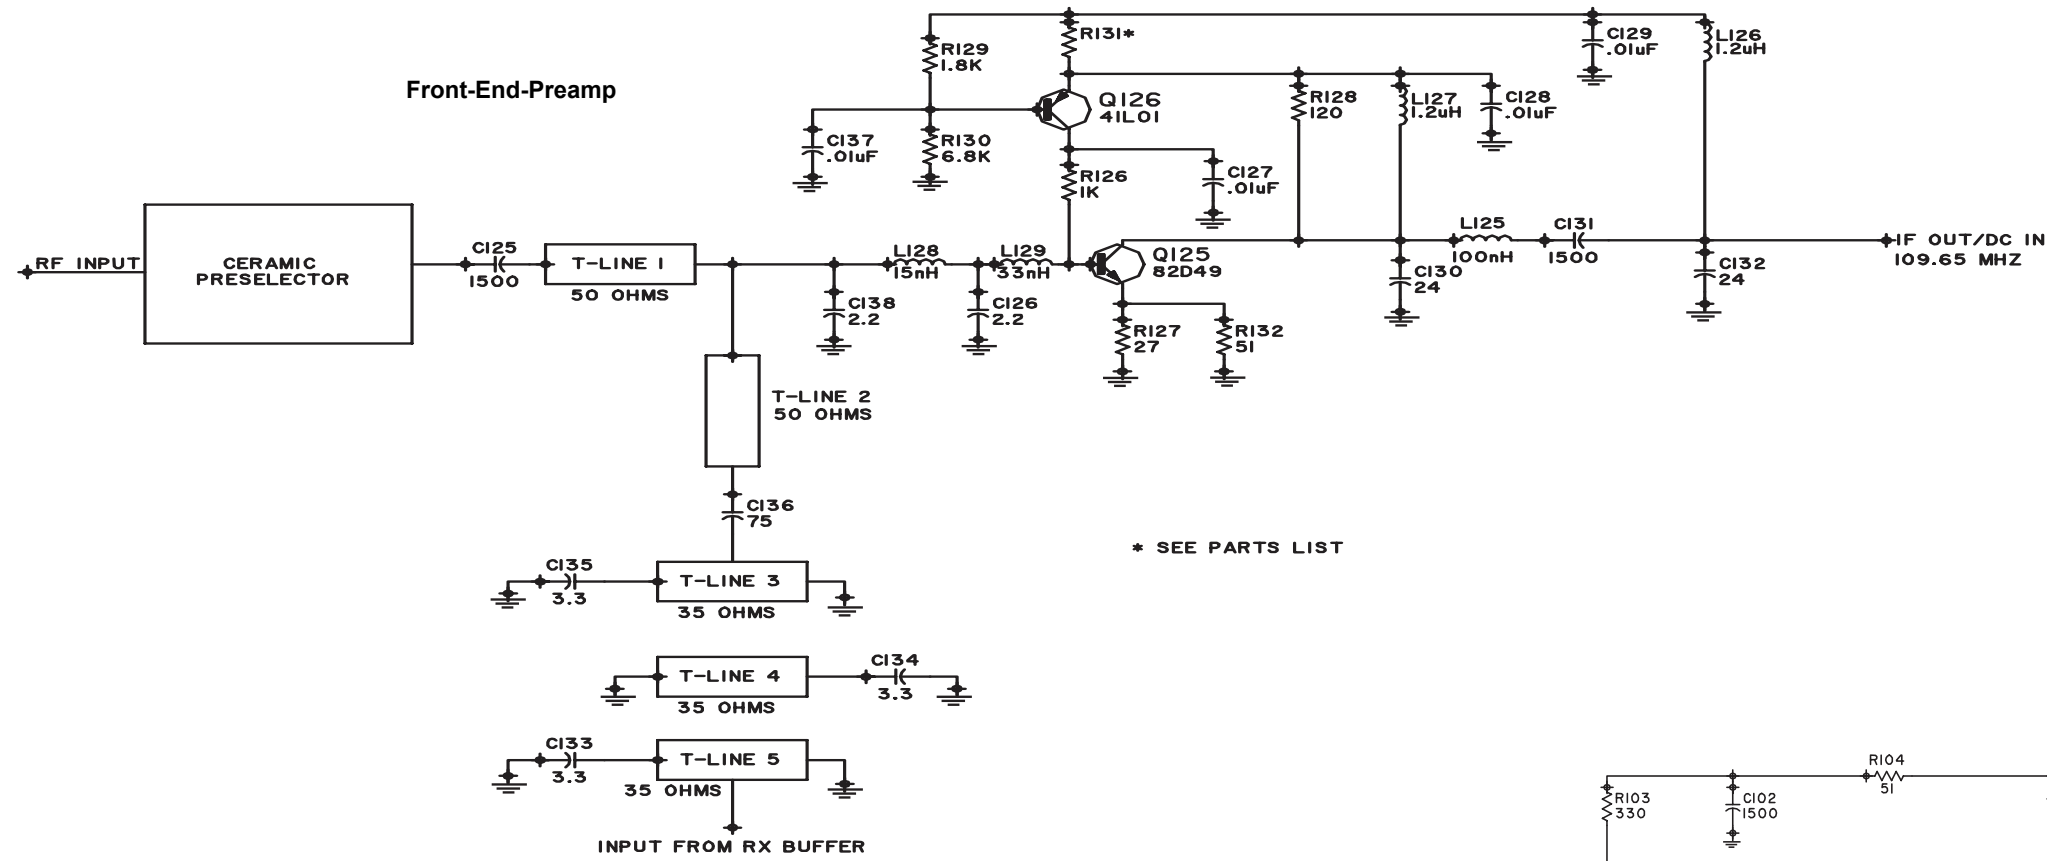 Front-End-Preamp
R129
1.8K
R131*
C129
.01uF
L126
1.2uH
Q126
41L01
R128
120
L127
1.2uH
C128
.01uF
C137
.01uF
R130
6.8K
R126
1K
C127
.01uF
RF INPUT
CERAMIC
PRESELECTOR
C125
1500
T-LINE 1
50 OHMS
L128
15nH
L129
33nH
Q125
82D49
L125
100nH
C131
1500
IF OUT/DC IN
109.65 MHZ
C138
2.2
C126
2.2
R127
27
R132
51
C130
24
C132
24
T-LINE 2
50 OHMS
C136
75
* SEE PARTS LIST
C135
3.3
T-LINE 3
35 OHMS
T-LINE 4
35 OHMS
C134
3.3
C133
3.3
T-LINE 5
35 OHMS
INPUT FROM RX BUFFER
R104
51
R103
330
C102
1500